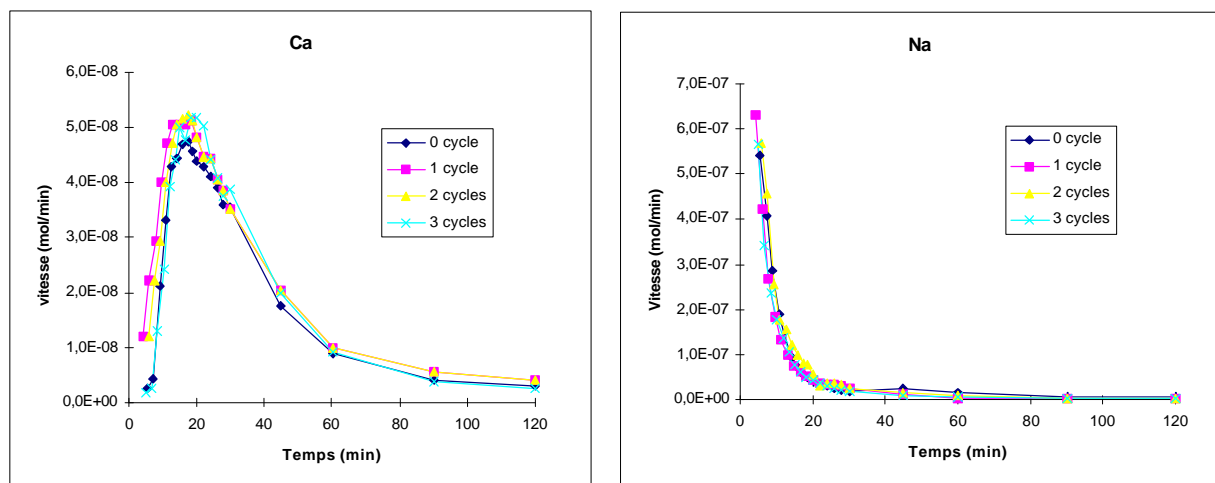 Ca
6,0E-08
5,0E-08
4,0E-08
3,0E-08
2,0E-08
1,0E-08
0,0E+00
0 20 40 60 80 100 120
vitesse (mol/min)
Temps (min)
0 cycle
1 cycle
2 cycles
3 cycles
Na
7,0E-07
6,0E-07
5,0E-07
4,0E-07
3,0E-07
2,0E-07
1,0E-07
0,0E+00
0 20 40 60 80 100 120
Vitesse (mol/min)
Temps (min)
0 cycle
1 cycle
2 cycles
3 cycles